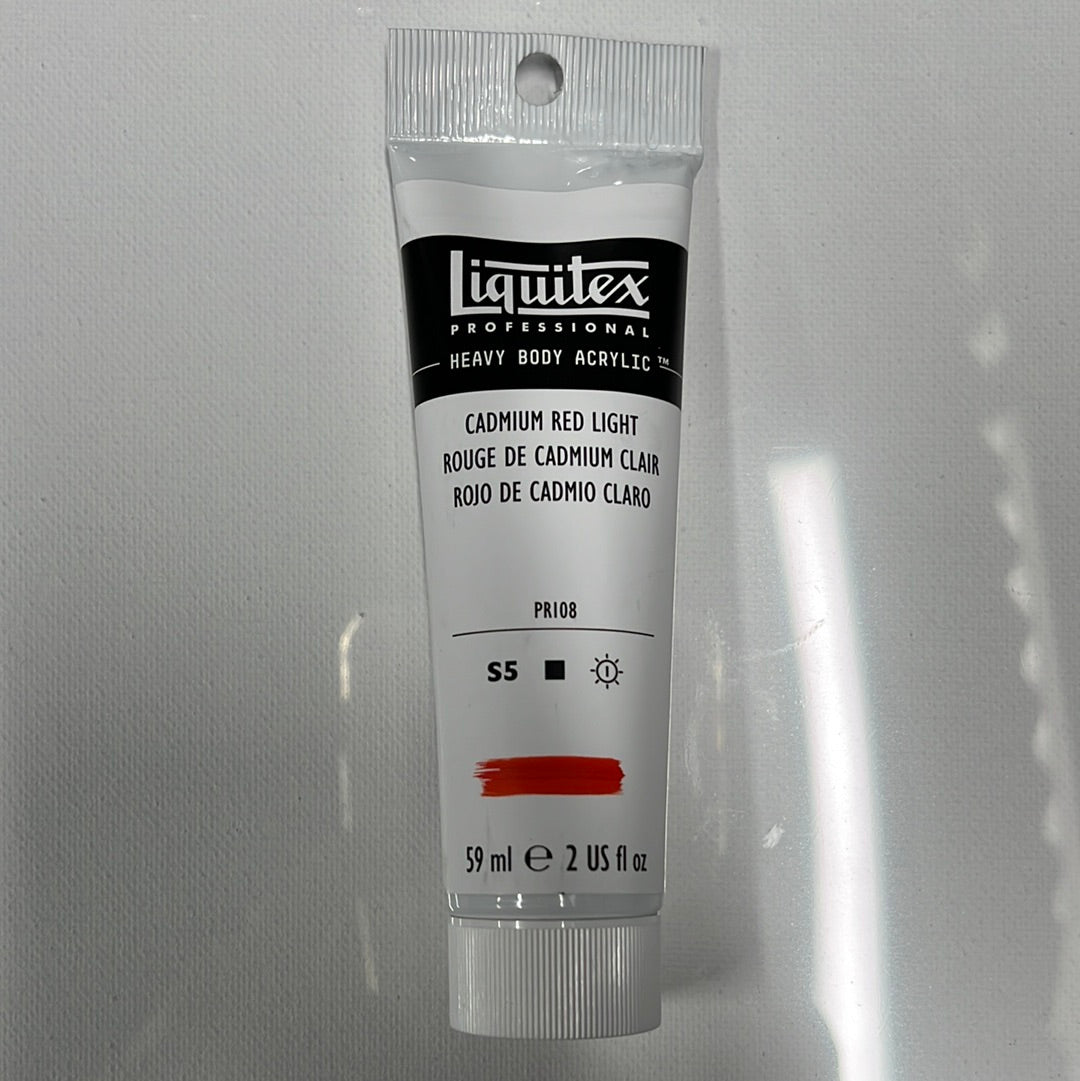 Liquitex
PROFESSIONAL
HEAVY BODY ACRYLIC™
CADMIUM RED LIGHT
ROUGE DE CADMIUM CLAIR
ROJO DE CADMIO CLARO
PR108
S5 ■ I
59 ml ℮ 2 US fl oz